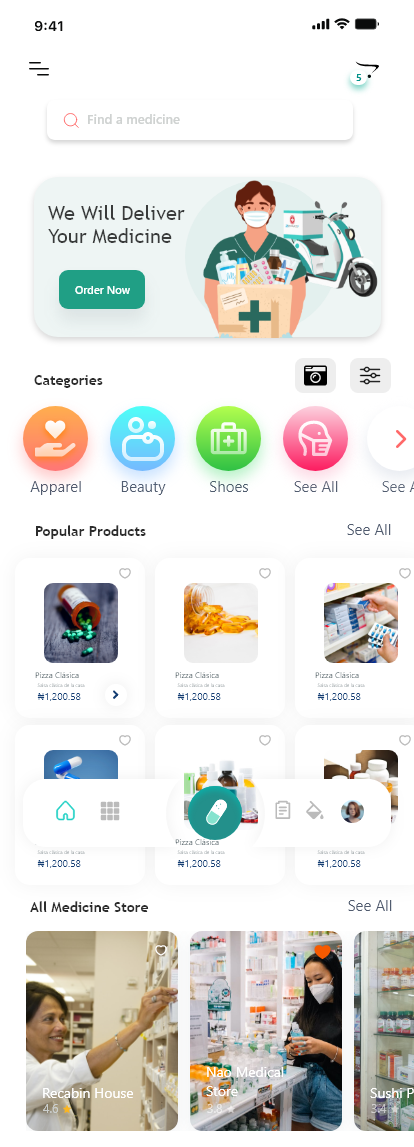 9:41
5
Find a medicine
We Will Deliver
Your Medicine
Order Now
Categories
Apparel
Beauty
Shoes
See All
See A
Popular Products
See All
Pizza Clásica
Salsa clásica de la casa
₦1,200.58
Pizza Clásica
Salsa clásica de la casa
₦1,200.58
Pizza Clásica
Salsa clásica de la casa
₦1,200.58
Pizza Clásica
Salsa clásica de la casa
₦1,200.58
Salsa clásica de la casa
₦1,200.58
Salsa clásica de la casa
₦1,200.58
All Medicine Store
See All
Recabin House
4.6
Nao Medical
Store
3.8
Sushi P
3.4